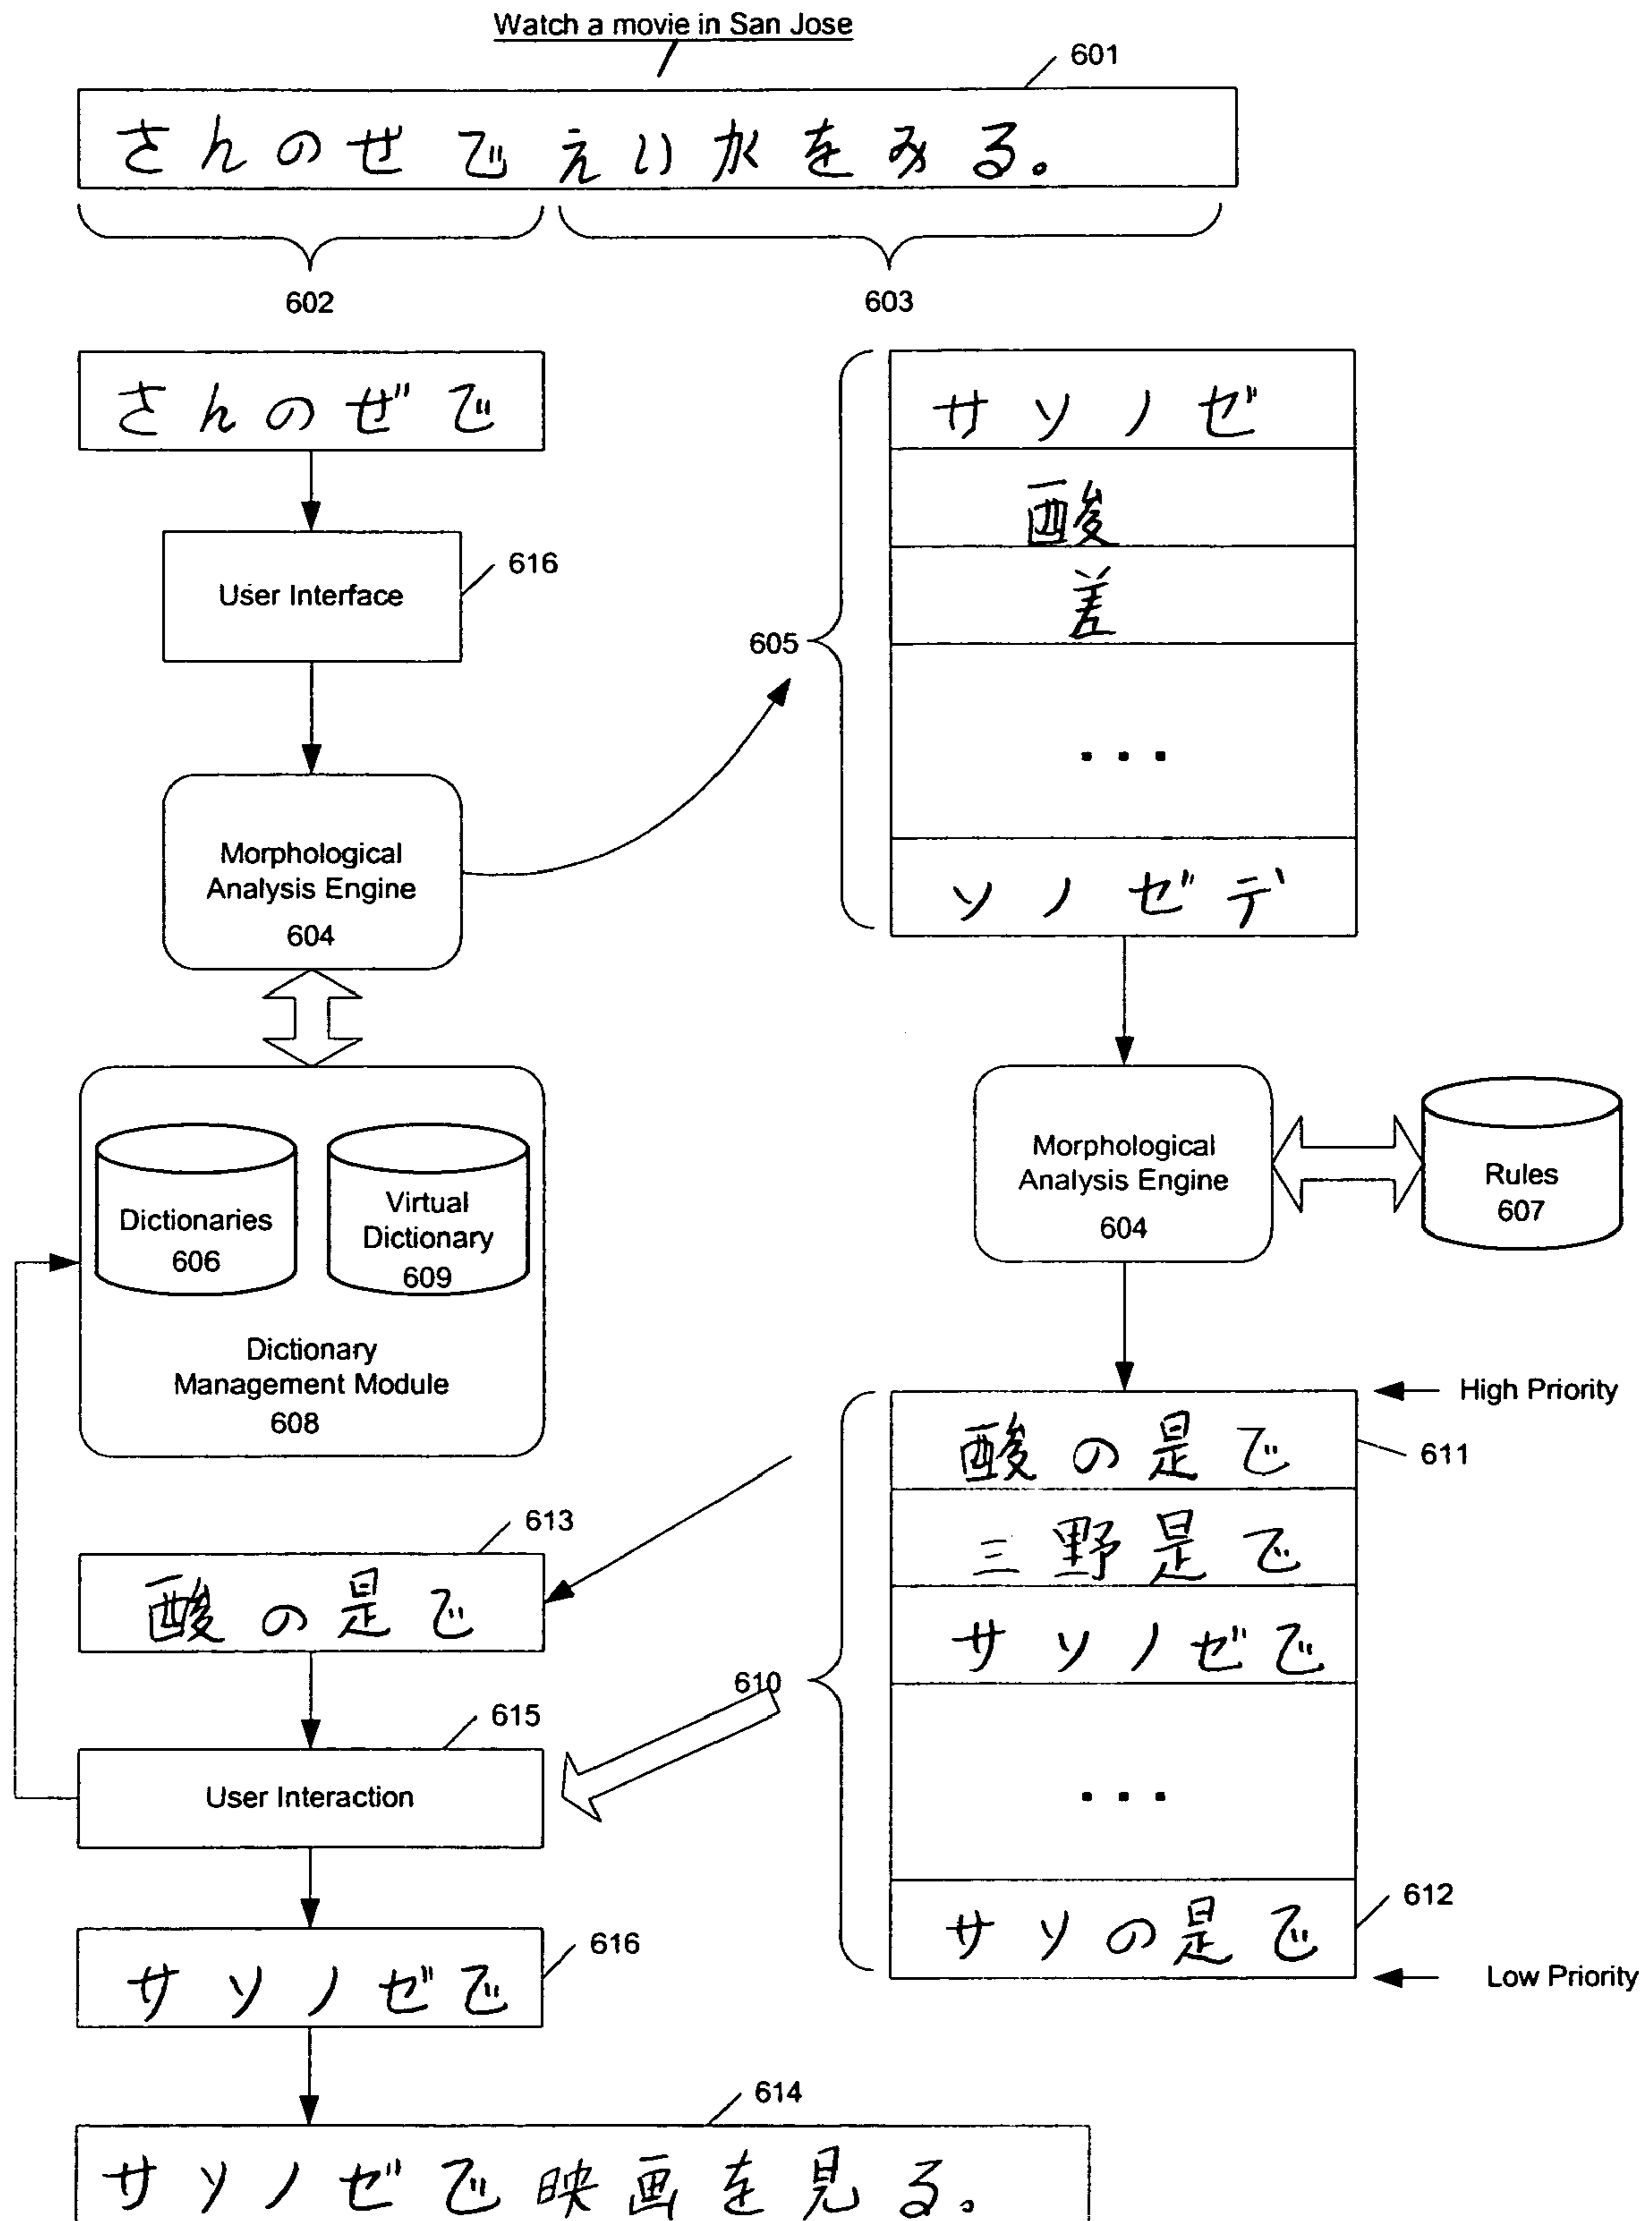 Watch a movie in San Jose
601
さんのせでえいがをみる。
602
603
さんのぜで
User Interface
616
Morphological
Analysis Engine
604
Dictionaries
606
Virtual
Dictionary
609
Dictionary
Management Module
608
605
サソノゼ
酸
差
...
ソノゼデ
Morphological
Analysis Engine
604
Rules
607
High Priority
611
酸の是で
三野是で
サソノゼで
...
サソの是で
612
Low Priority
610
613
酸の是で
615
User Interaction
616
サソノゼで
614
サソノゼで映画を見る。